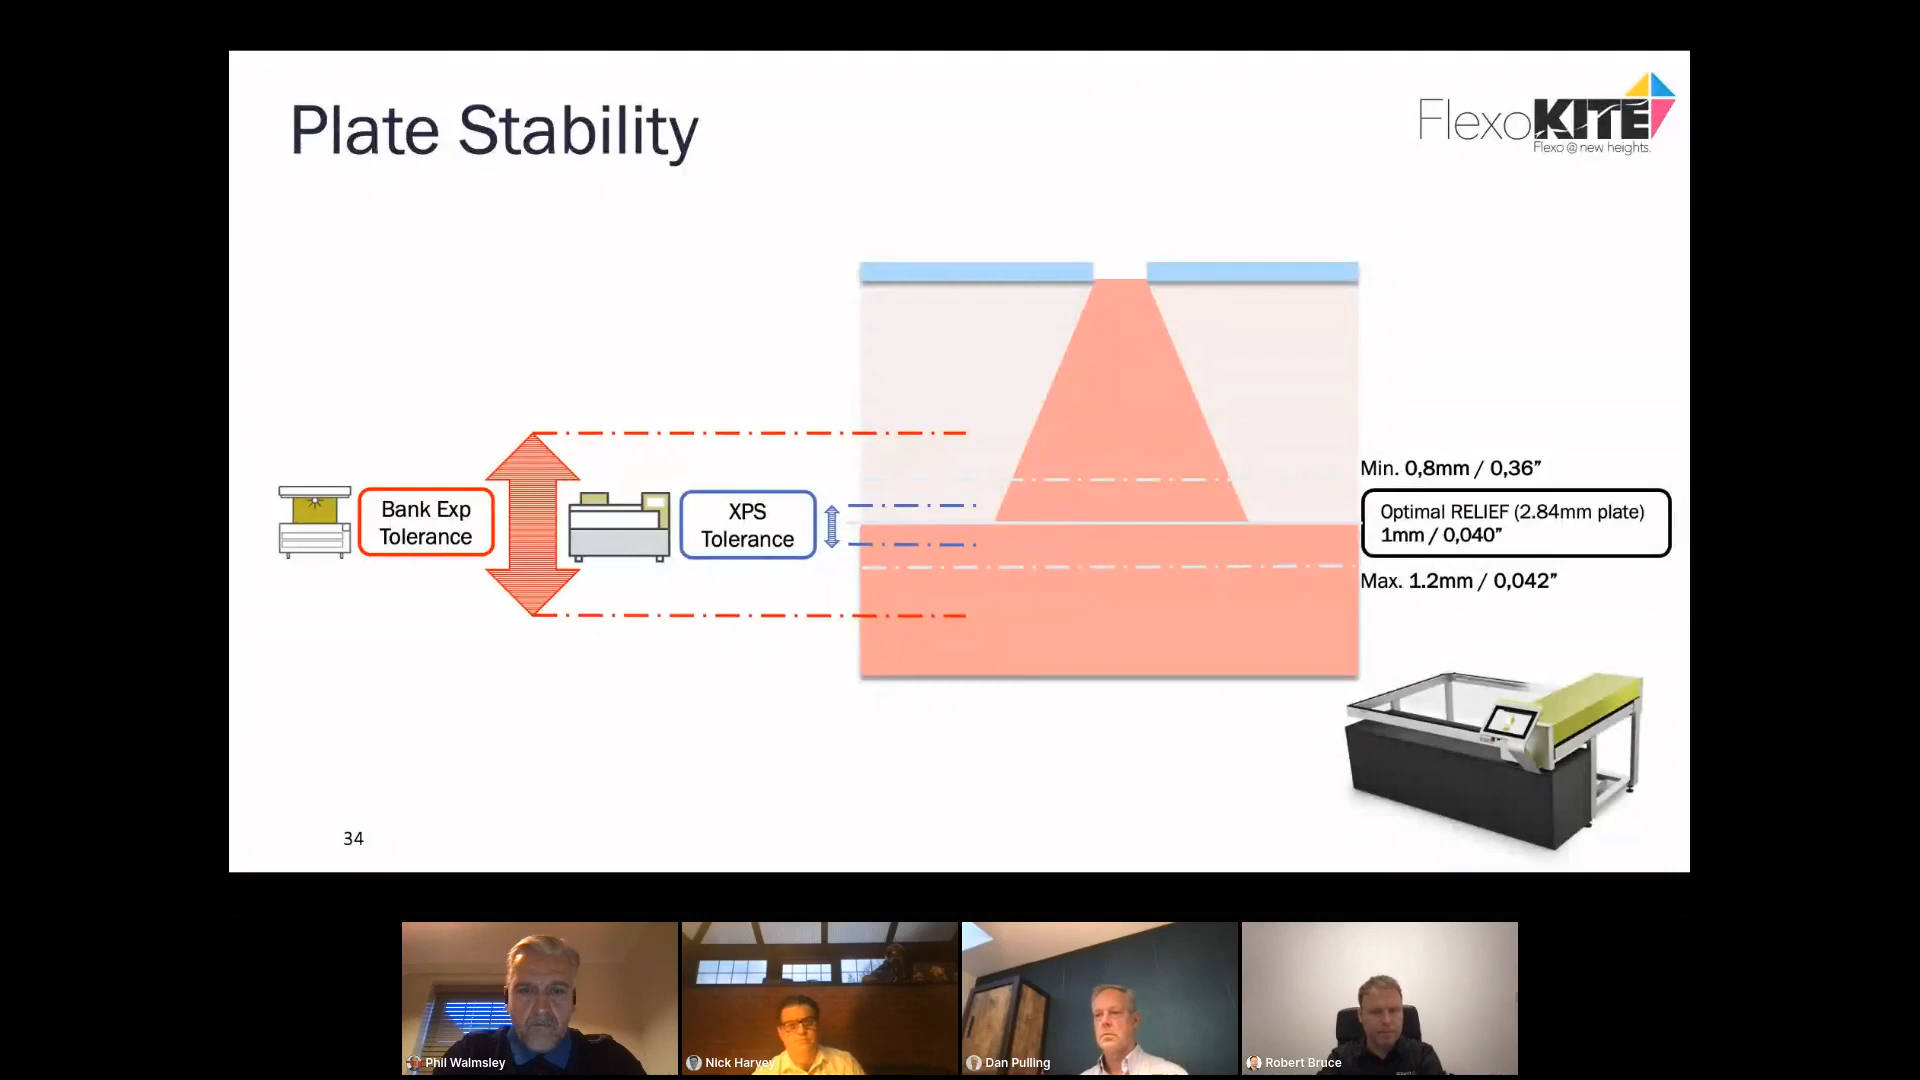 Plate Stability
FlexoKITE
Flexo @ new heights.
Min. 0,8mm / 0,36”
Bank Exp
Tolerance
XPS
Tolerance
Optimal RELIEF (2.84mm plate)
1mm / 0,040”
Max. 1.2mm / 0,042”
34
Phil Walmsley
Nick Harvey
Dan Pulling
Robert Bruce